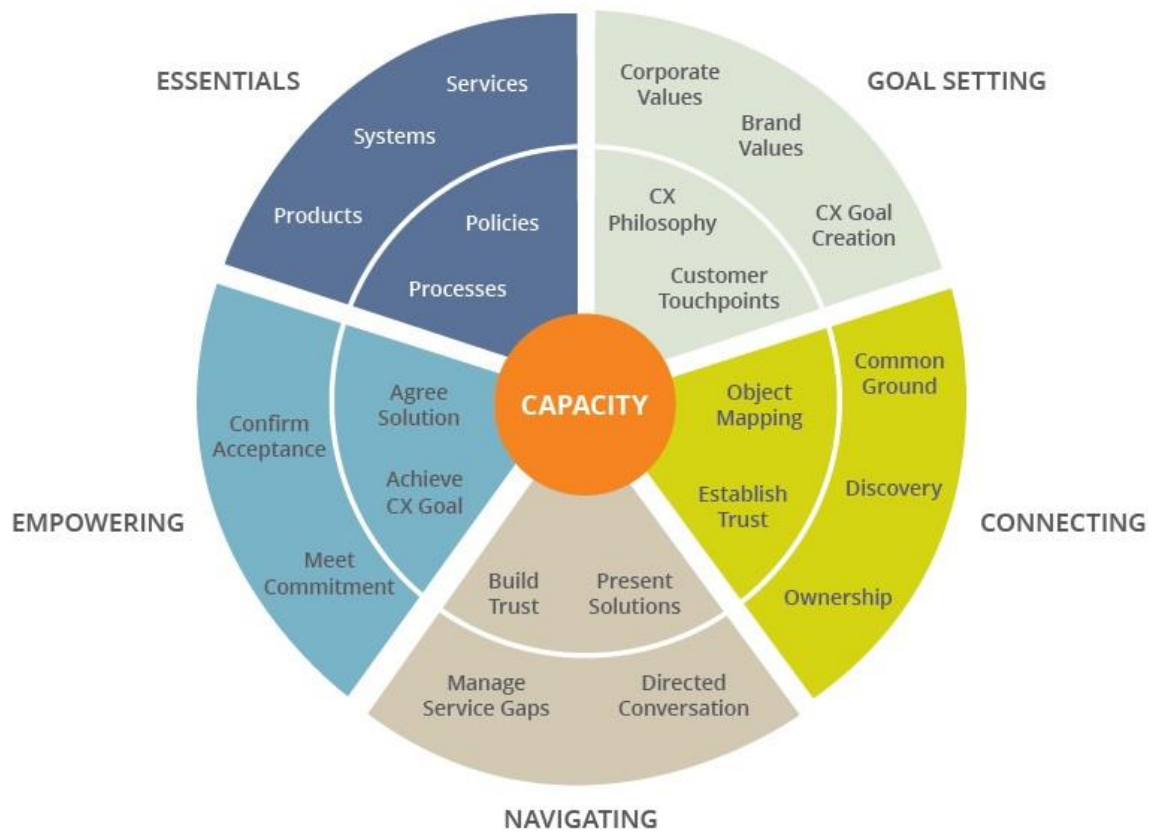 ESSENTIALS
Services
Systems
Products
Policies
Processes
GOAL SETTING
Corporate
Values
Brand
Values
CX Goal
Creation
CX
Philosophy
Customer
Touchpoints
CAPACITY
CONNECTING
Common
Ground
Discovery
Ownership
Object
Mapping
Establish
Trust
NAVIGATING
Build
Trust
Present
Solutions
Manage
Service Gaps
Directed
Conversation
EMPOWERING
Agree
Solution
Achieve
CX Goal
Confirm
Acceptance
Meet
Commitment